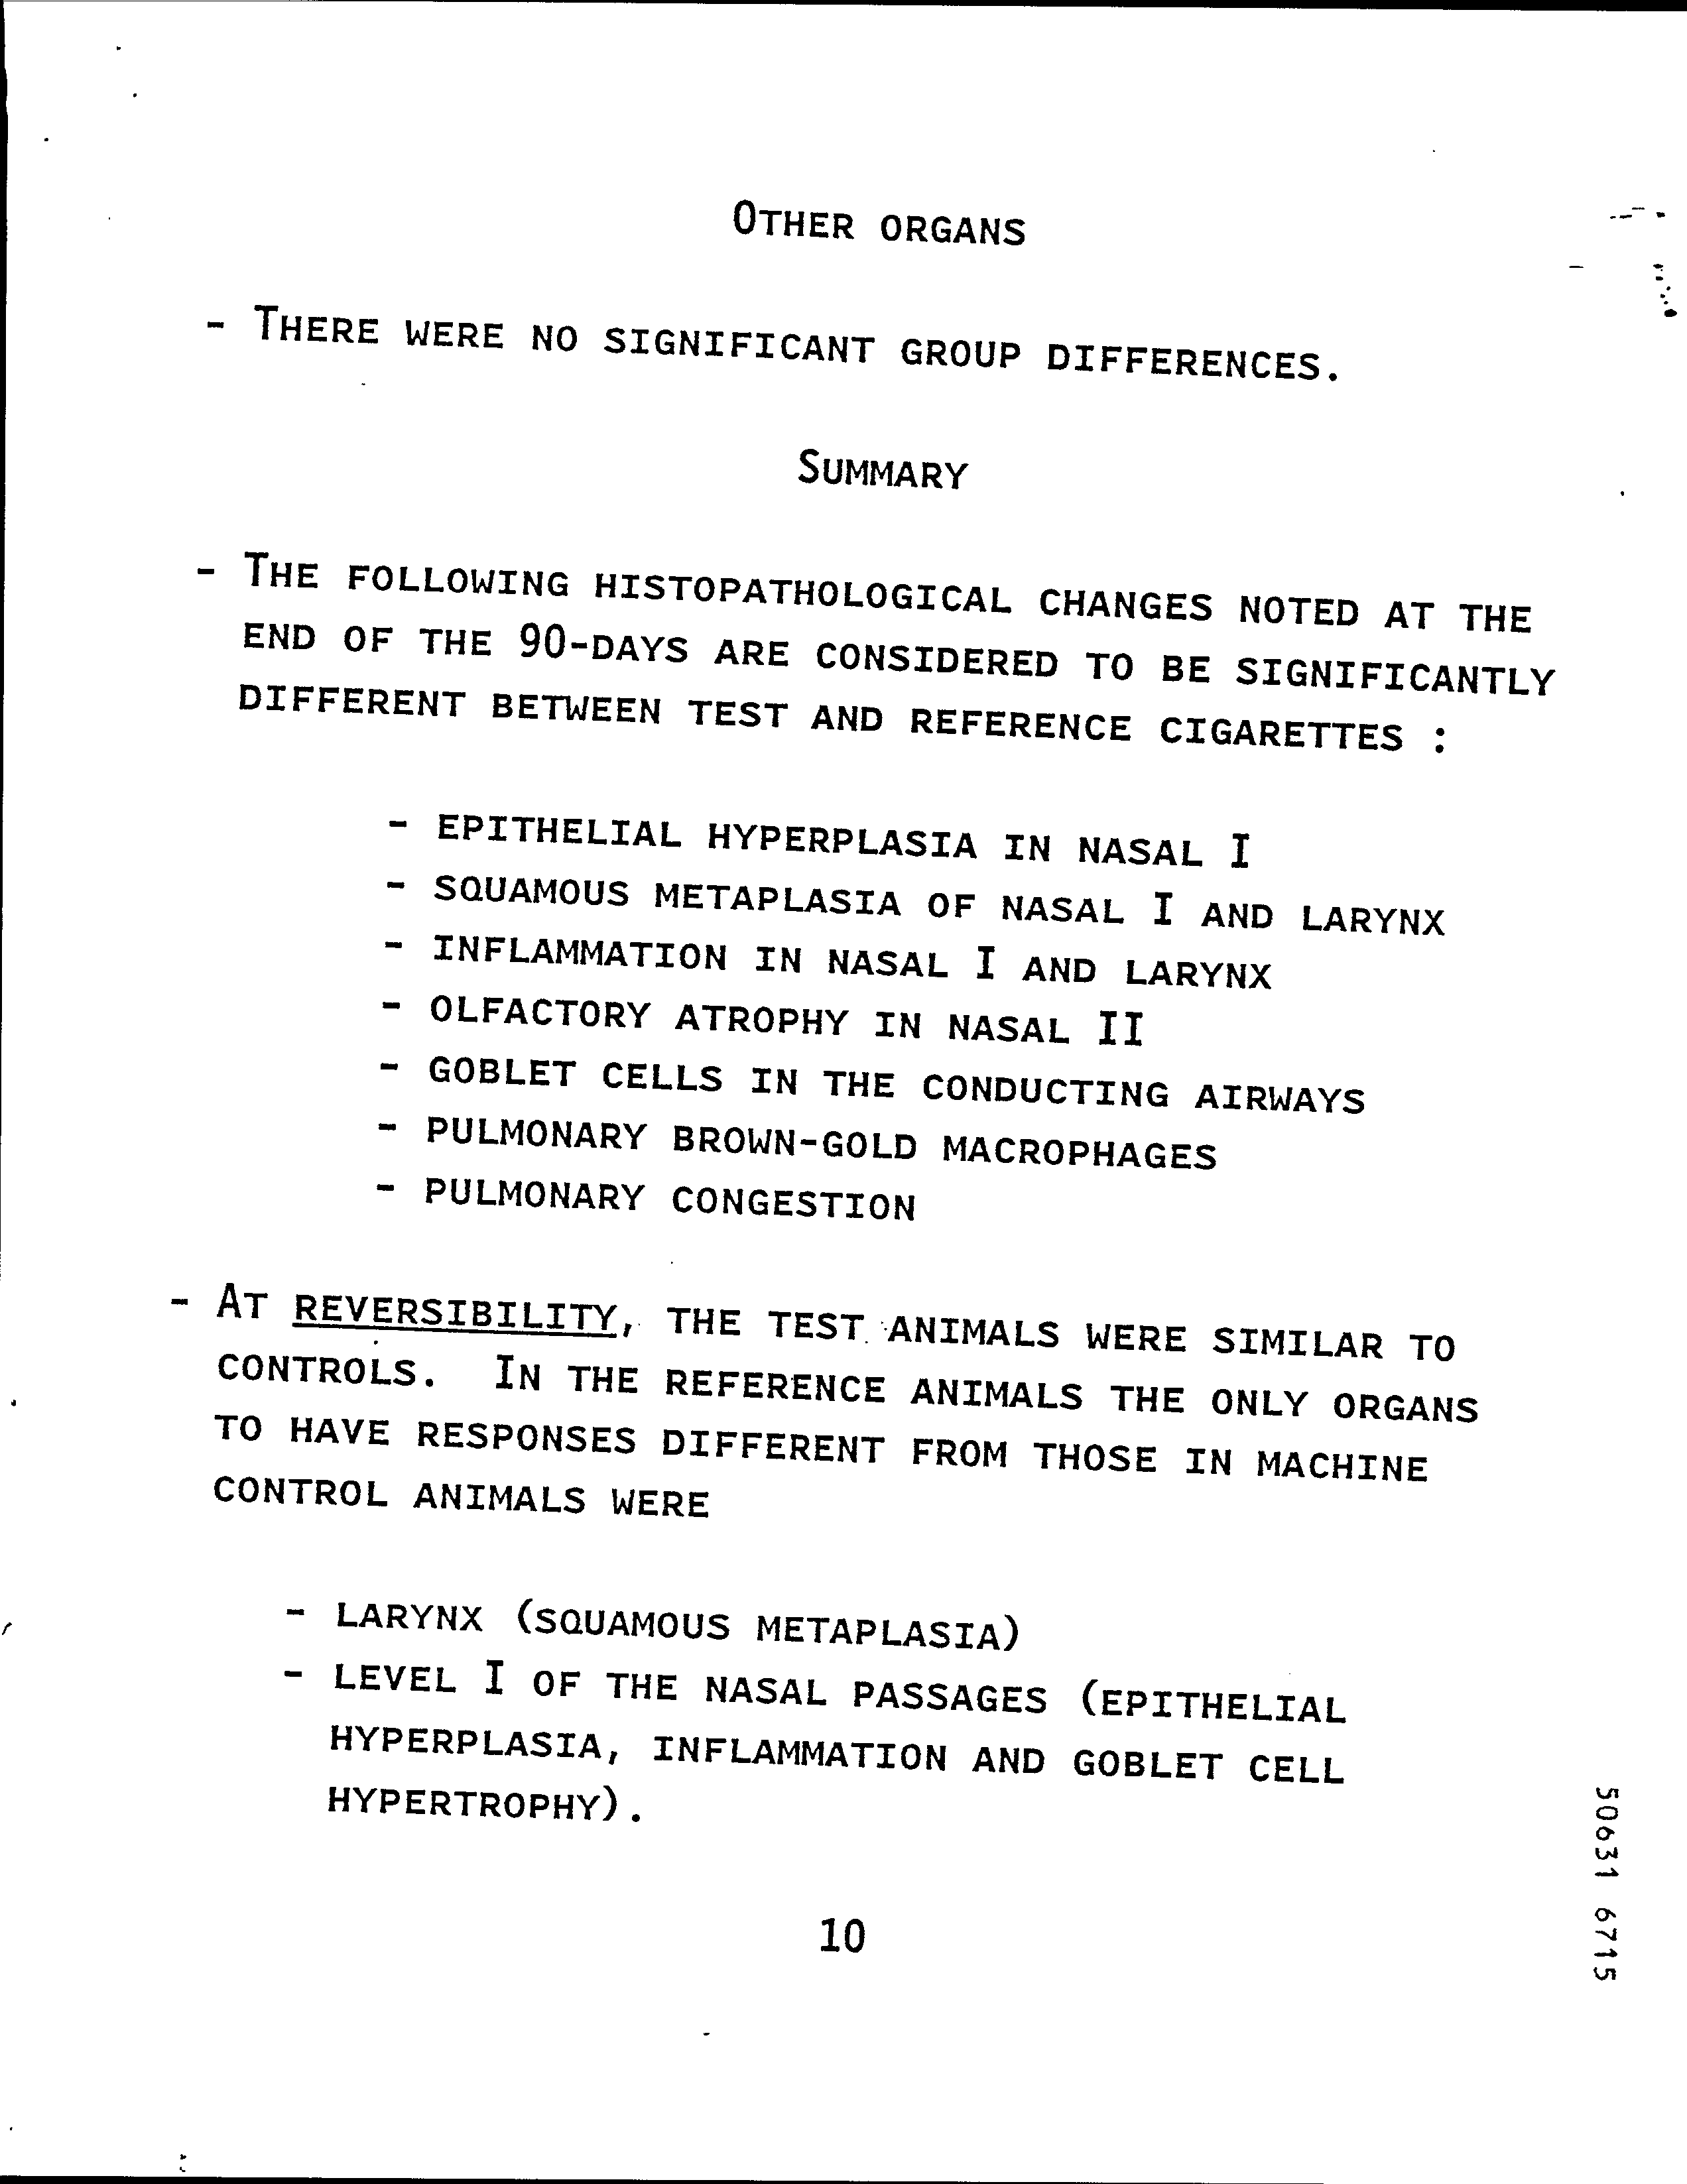 OTHER ORGANS
- THERE WERE NO SIGNIFICANT GROUP DIFFERENCES.
SUMMARY
- THE FOLLOWING HISTOPATHOLOGICAL CHANGES NOTED AT THE
END OF THE 90-DAYS ARE CONSIDERED TO BE SIGNIFICANTLY
DIFFERENT BETWEEN TEST AND REFERENCE CIGARETTES :
- EPITHELIAL HYPERPLASIA IN NASAL I
- SQUAMOUS METAPLASIA OF NASAL I AND LARYNX
- INFLAMMATION IN NASAL I AND LARYNX
- OLFACTORY ATROPHY IN NASAL II
- GOBLET CELLS IN THE CONDUCTING AIRWAYS
- PULMONARY BROWN-GOLD MACROPHAGES
- PULMONARY CONGESTION
- AT REVERSIBILITY, THE TEST ANIMALS WERE SIMILAR TO
CONTROLS. IN THE REFERENCE ANIMALS THE ONLY ORGANS
TO HAVE RESPONSES DIFFERENT FROM THOSE IN MACHINE
CONTROL ANIMALS WERE
- LARYNX (SQUAMOUS METAPLASIA)
- LEVEL I OF THE NASAL PASSAGES (EPITHELIAL
HYPERPLASIA, INFLAMMATION AND GOBLET CELL
HYPERTROPHY).
10
50631 6715